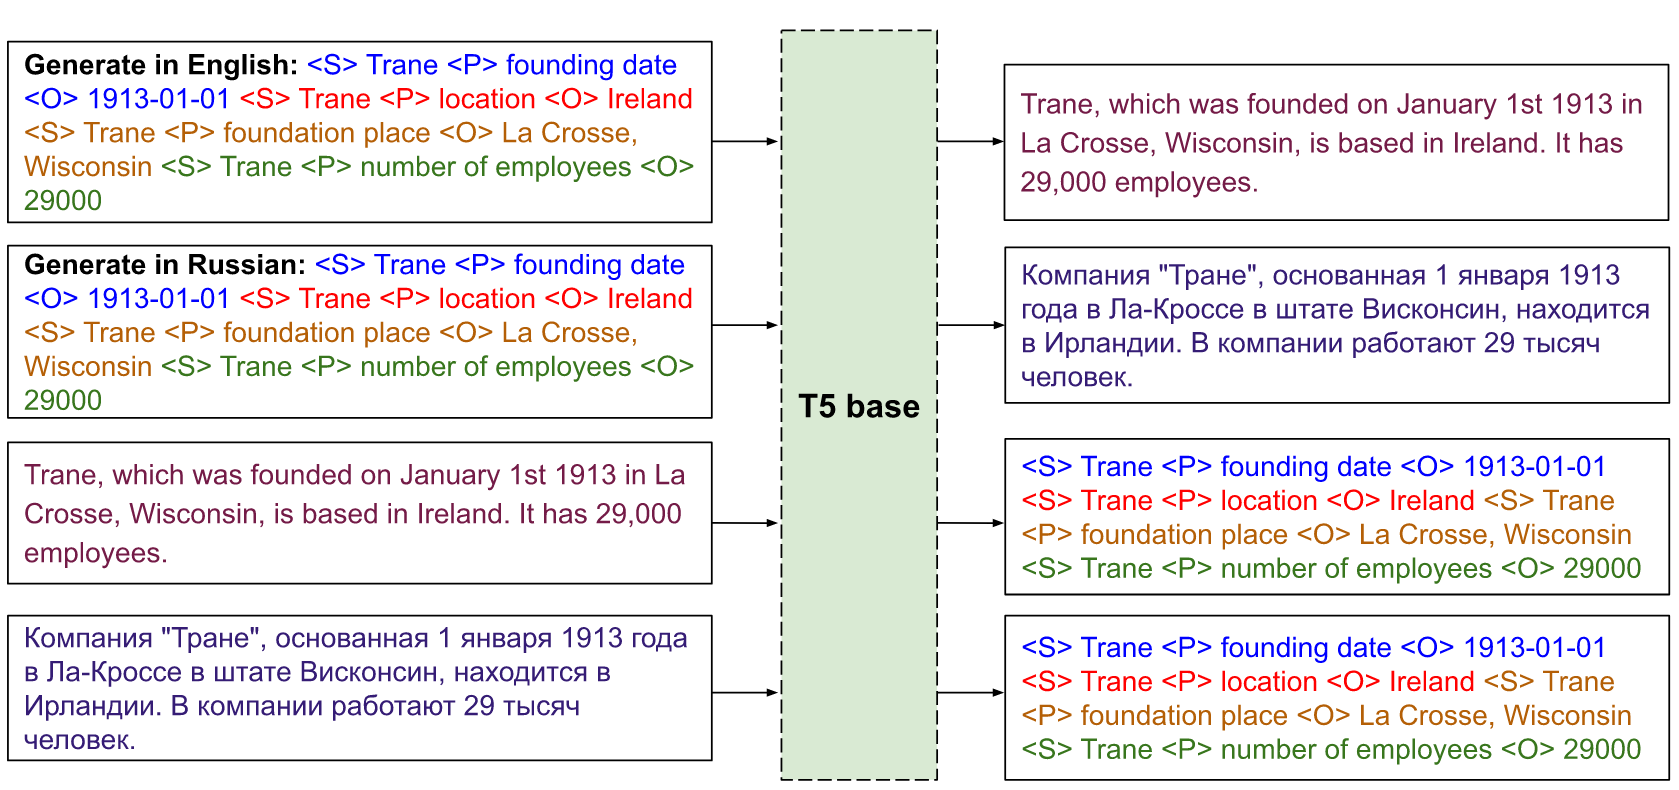 Generate in English: <S> Trane <P> founding date
<O> 1913-01-01 <S> Trane <P> location <O> Ireland
<S> Trane <P> foundation place <O> La Crosse,
Wisconsin <S> Trane <P> number of employees <O>
29000
Generate in Russian: <S> Trane <P> founding date
<O> 1913-01-01 <S> Trane <P> location <O> Ireland
<S> Trane <P> foundation place <O> La Crosse,
Wisconsin <S> Trane <P> number of employees <O>
29000
Trane, which was founded on January 1st 1913 in La
Crosse, Wisconsin, is based in Ireland. It has 29,000
employees.
Компания "Тране", основанная 1 января 1913 года
в Ла-Кроссе в штате Висконсин, находится в
Ирландии. В компании работают 29 тысяч
человек.
T5 base
Trane, which was founded on January 1st 1913 in
La Crosse, Wisconsin, is based in Ireland. It has
29,000 employees.
Компания "Тране", основанная 1 января 1913
года в Ла-Кроссе в штате Висконсин, находится
в Ирландии. В компании работают 29 тысяч
человек.
<S> Trane <P> founding date <O> 1913-01-01
<S> Trane <P> location <O> Ireland <S> Trane
<P> foundation place <O> La Crosse, Wisconsin
<S> Trane <P> number of employees <O> 29000
<S> Trane <P> founding date <O> 1913-01-01
<S> Trane <P> location <O> Ireland <S> Trane
<P> foundation place <O> La Crosse, Wisconsin
<S> Trane <P> number of employees <O> 29000